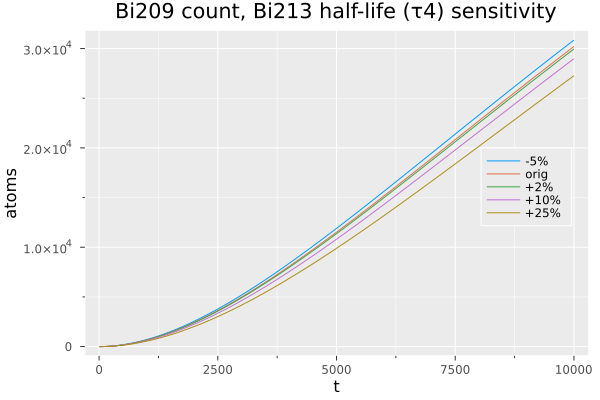 Bi209 count, Bi213 half-life (τ4) sensitivity
3.0×10⁴
2.0×10⁴
1.0×10⁴
0
atoms
-5%
orig
+2%
+10%
+25%
0 2500 5000 7500 10000
t